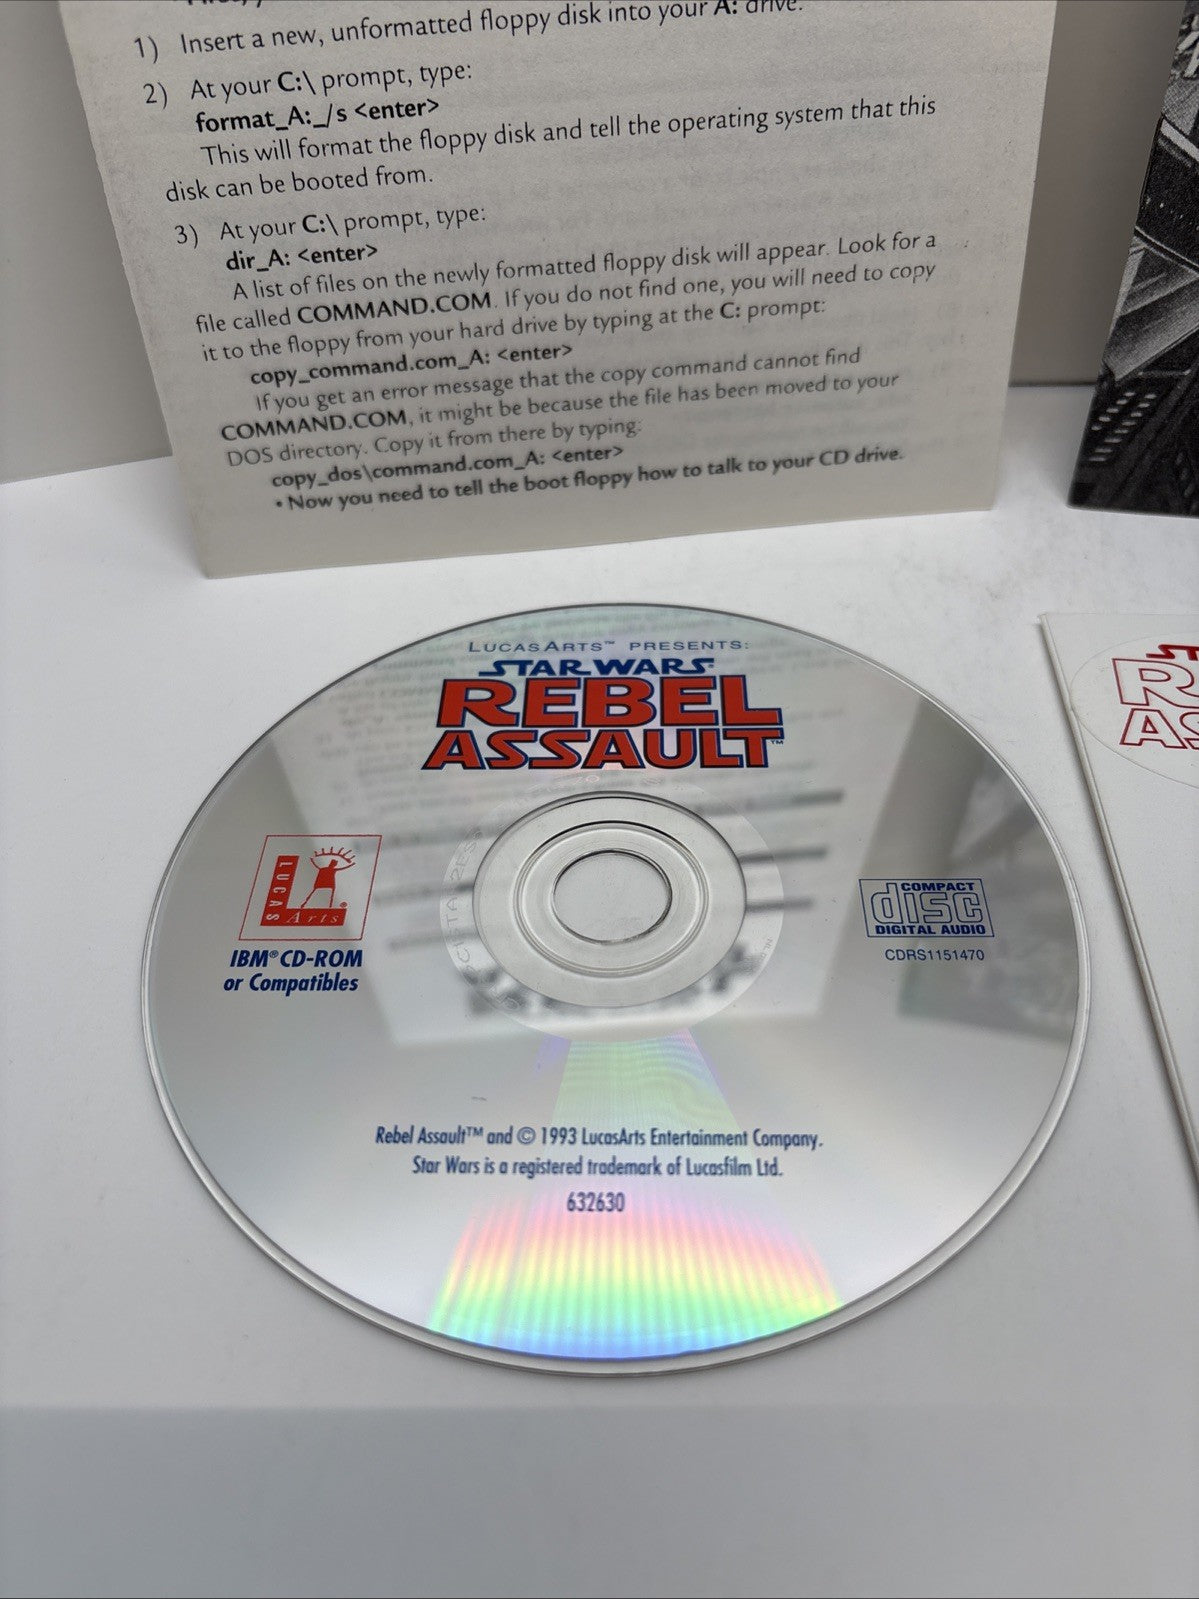 1) Insert a new, unformatted floppy disk into your A: drive.
2) At your C:\ prompt, type:
format_A:_/s <enter>
This will format the floppy disk and tell the operating system that this
disk can be booted from.
3) At your C:\ prompt, type:
dir_A: <enter>
A list of files on the newly formatted floppy disk will appear. Look for a
file called COMMAND.COM. If you do not find one, you will need to copy
it to the floppy from your hard drive by typing at the C: prompt:
copy_command.com_A: <enter>
If you get an error message that the copy command cannot find
COMMAND.COM, it might be because the file has been moved to your
DOS directory. Copy it from there by typing:
copy_dos\command.com_A: <enter>
• Now you need to tell the boot floppy how to talk to your CD drive.
LUCASARTS™ PRESENTS:
STAR WARS®
REBEL
ASSAULT™
LUCAS
Arts®
IBM® CD-ROM
or Compatibles
COMPACT
disc
DIGITAL AUDIO
CDRS1151470
Rebel Assault™ and © 1993 LucasArts Entertainment Company.
Star Wars is a registered trademark of Lucasfilm Ltd.
632630